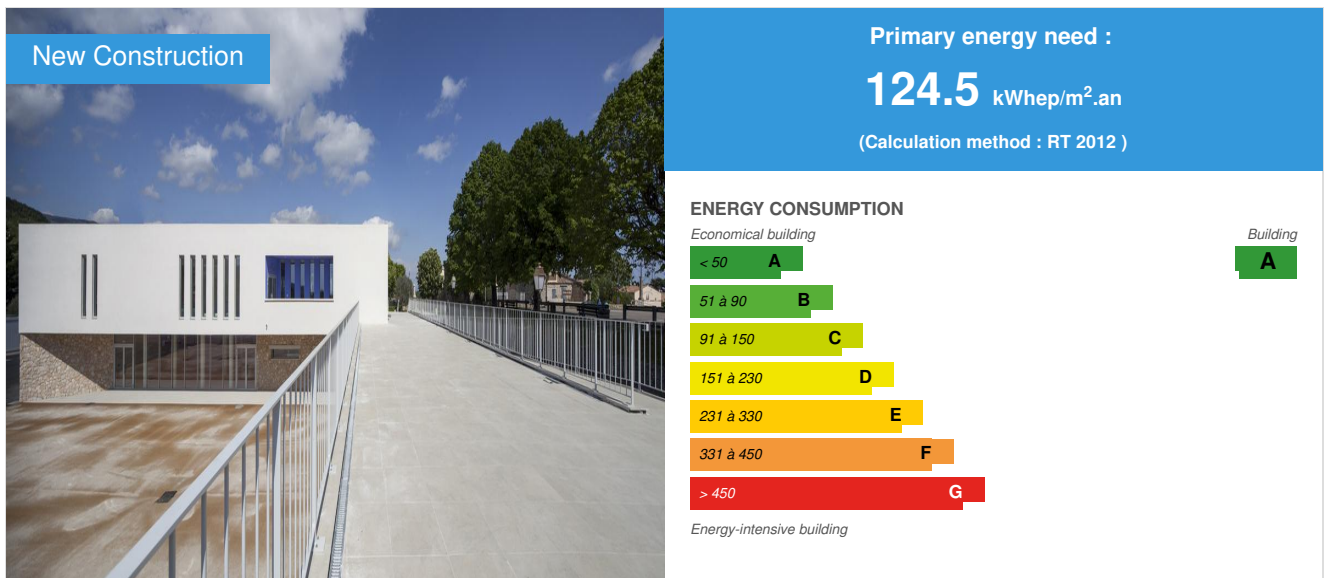 New Construction
Primary energy need :
124.5 kWhep/m².an
(Calculation method : RT 2012 )
ENERGY CONSUMPTION
Economical building
Building
< 50 A
A
51 à 90 B
91 à 150 C
151 à 230 D
231 à 330 E
331 à 450 F
> 450 G
Energy-intensive building